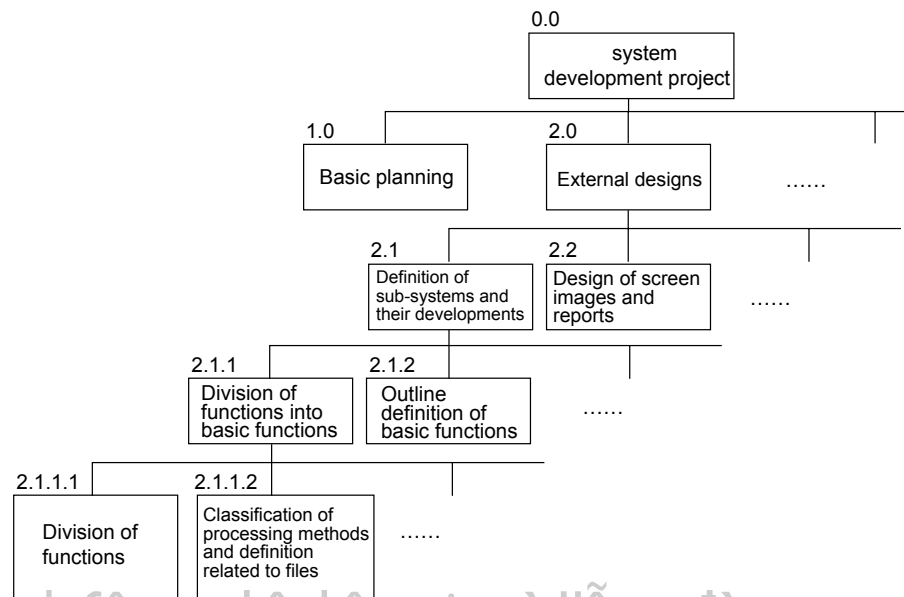 0.0
system
development project
1.0
2.0
Basic planning
External designs
......
2.1
2.2
Definition of
sub-systems and
their developments
Design of screen
images and
reports
......
2.1.1
2.1.2
Division of
functions into
basic functions
Outline
definition of
basic functions
......
2.1.1.1
2.1.1.2
Division of
functions
Classification of
processing methods
and definition
related to files
......